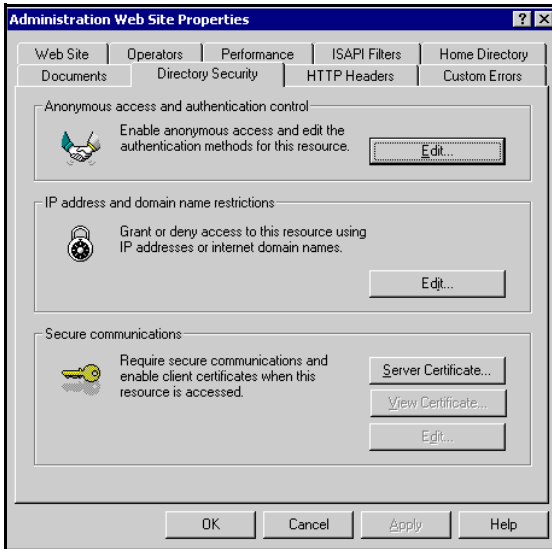 Administration Web Site Properties
Web Site Operators Performance ISAPI Filters Home Directory
Documents Directory Security HTTP Headers Custom Errors
Anonymous access and authentication control
Enable anonymous access and edit the
authentication methods for this resource.
Edit...
IP address and domain name restrictions
Grant or deny access to this resource using
IP addresses or internet domain names.
Edit...
Secure communications
Require secure communications and
enable client certificates when this
resource is accessed.
Server Certificate...
View Certificate...
Edit...
OK Cancel Apply Help